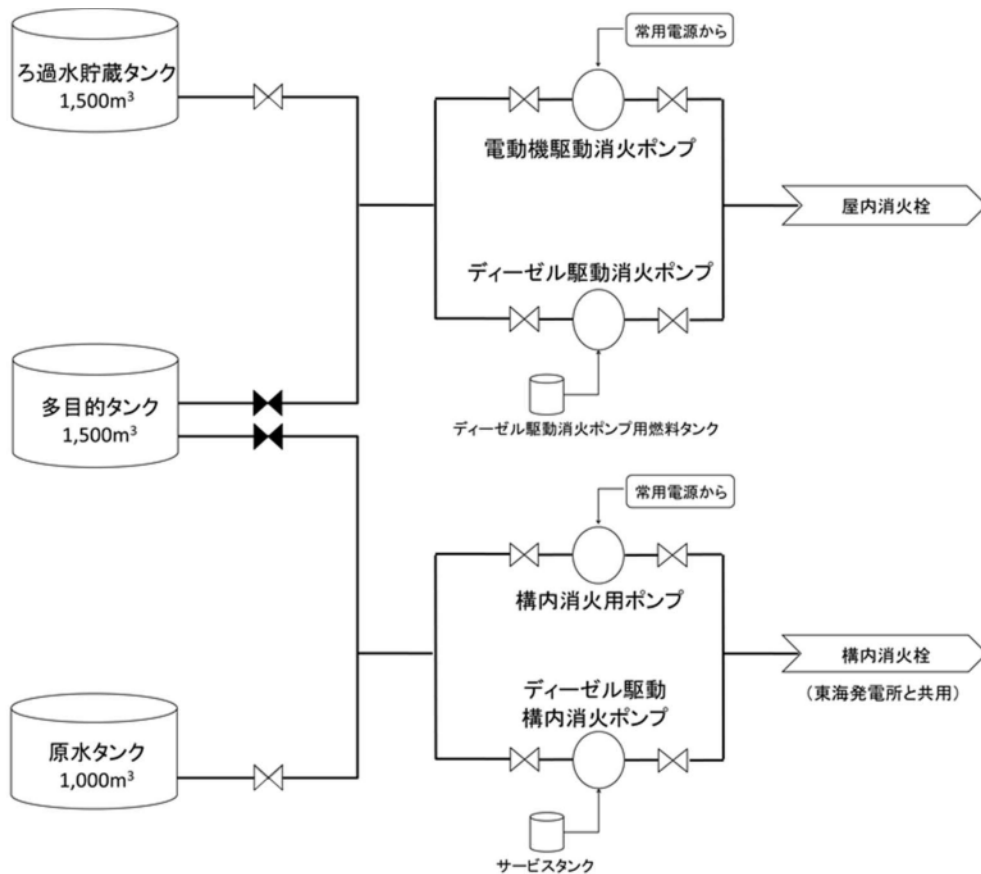 常用電源から
ろ過水貯蔵タンク
1,500m³
電動機駆動消火ポンプ
屋内消火栓
ディーゼル駆動消火ポンプ
多目的タンク
1,500m³
ディーゼル駆動消火ポンプ用燃料タンク
常用電源から
構内消火用ポンプ
構内消火栓
（東海発電所と共用）
ディーゼル駆動
構内消火ポンプ
原水タンク
1,000m³
サービスタンク